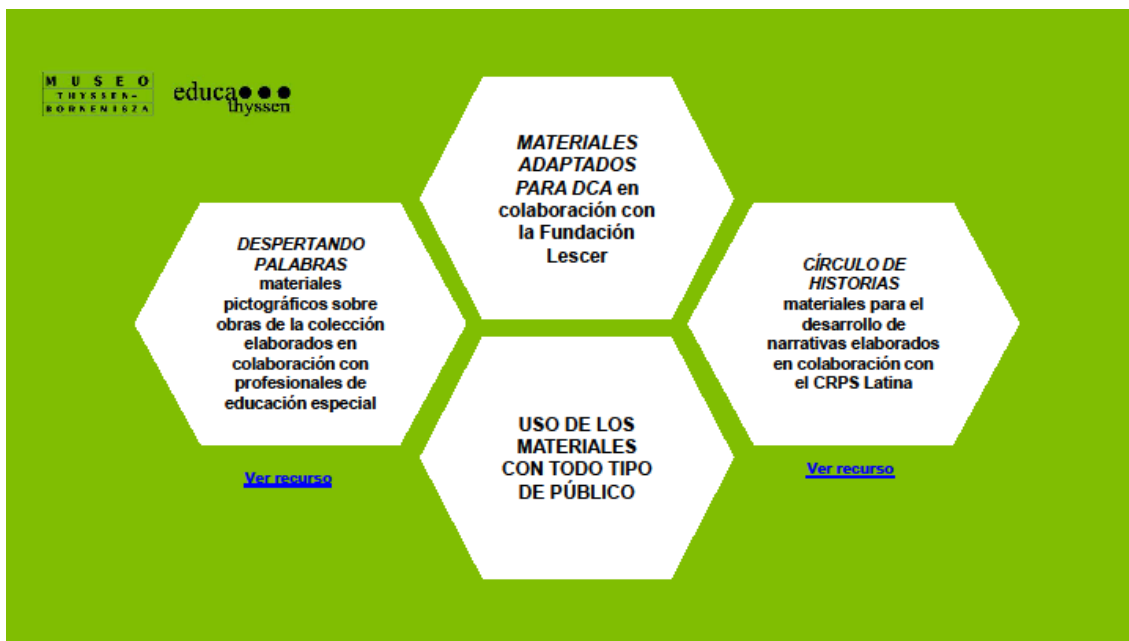 MUSEO
THYSSEN-
BORNEMISZA
educa
thyssen
MATERIALES
ADAPTADOS
PARA DCA en
colaboración con
la Fundación
Lescer
DESPERTANDO
PALABRAS
materiales
pictográficos sobre
obras de la colección
elaborados en
colaboración con
profesionales de
educación especial
Ver recurso
CÍRCULO DE
HISTORIAS
materiales para el
desarrollo de
narrativas elaborados
en colaboración con
el CRPS Latina
Ver recurso
USO DE LOS
MATERIALES
CON TODO TIPO
DE PÚBLICO